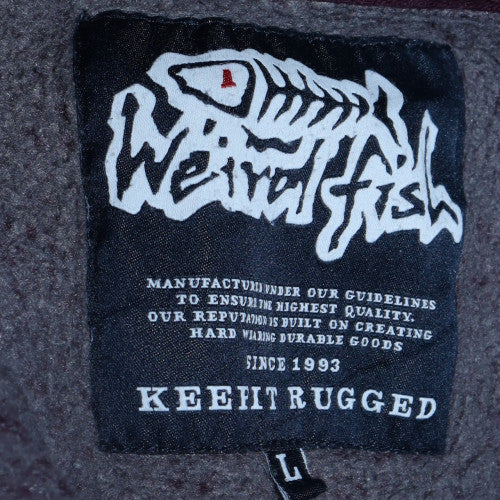 Weird fish
MANUFACTURED UNDER OUR GUIDELINES
TO ENSURE THE HIGHEST QUALITY.
OUR REPUTATION IS BUILT ON CREATING
HARD WEARING DURABLE GOODS
SINCE 1993
KEEP IT RUGGED
L